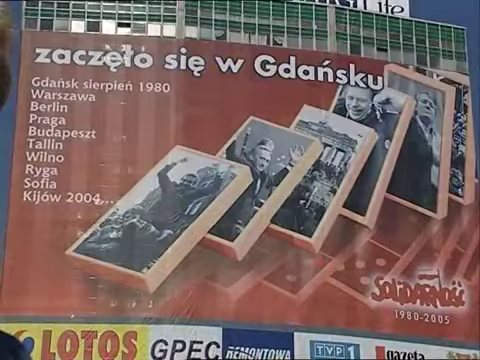 Lite
zaczęło się w Gdańsku
Gdańsk sierpień 1980
Warszawa
Berlin
Praga
Budapeszt
Tallin
Wilno
Ryga
Sofia
Kijów 2004...
SOLIDARNOŚĆ
1980-2005
LOTOS
GPEC
REMONTOWA
TVP1
gazeta